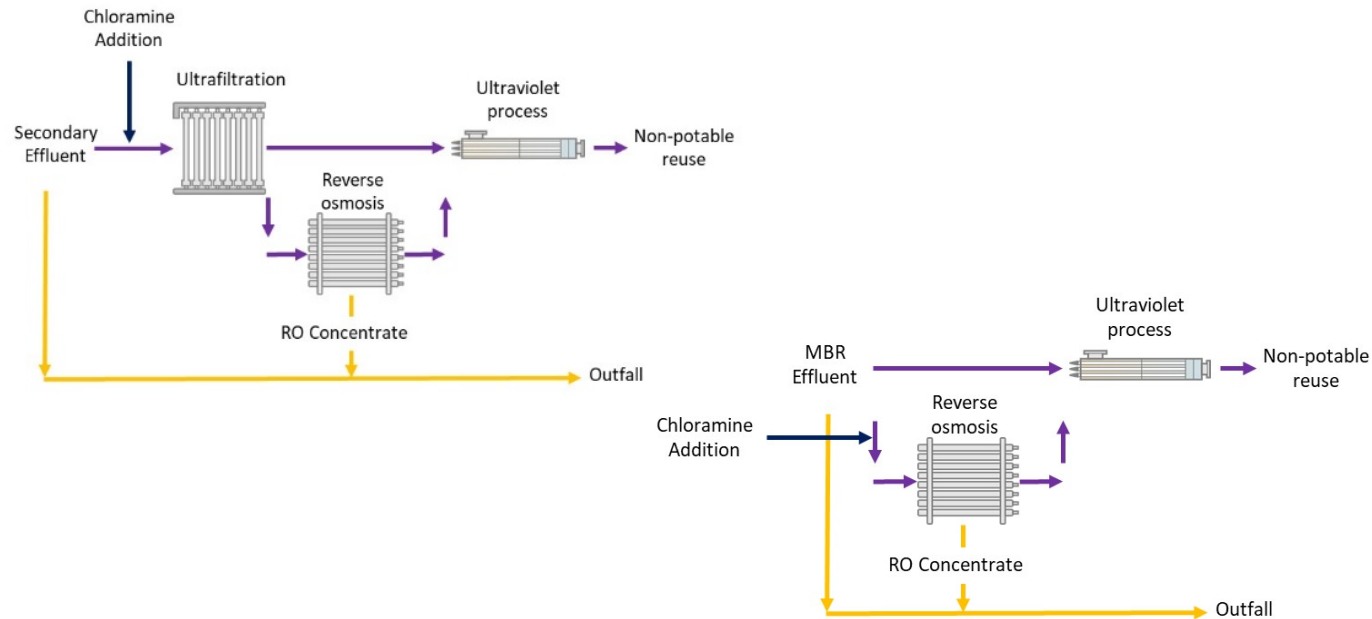 Chloramine
Addition
Ultrafiltration
Ultraviolet
process
Secondary
Effluent
Non-potable
reuse
Reverse
osmosis
RO Concentrate
Outfall
Ultraviolet
process
MBR
Effluent
Non-potable
reuse
Chloramine
Addition
Reverse
osmosis
RO Concentrate
Outfall